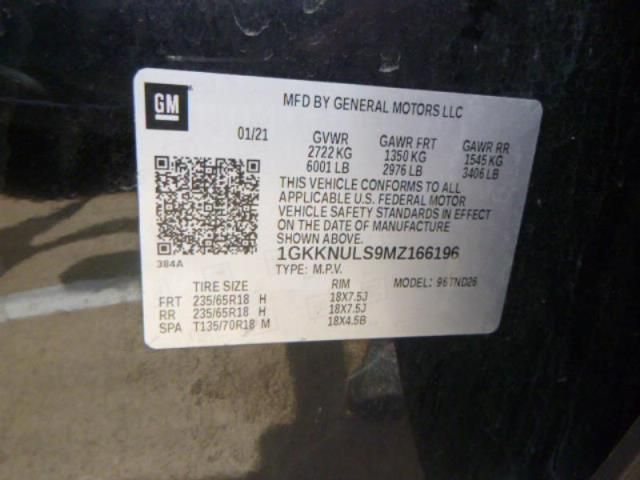 GM
MFD BY GENERAL MOTORS LLC
01/21 GVWR GAWR FRT GAWR RR
2722 KG 1350 KG 1545 KG
6001 LB 2976 LB 3406 LB
THIS VEHICLE CONFORMS TO ALL
APPLICABLE U.S. FEDERAL MOTOR
VEHICLE SAFETY STANDARDS IN EFFECT
ON THE DATE OF MANUFACTURE
SHOWN ABOVE.
384A
1GKKNULS9MZ166196
TYPE: M.P.V. MODEL: 96TND26
TIRE SIZE RIM
FRT 235/65R18 H 18X7.5J
RR 235/65R18 H 18X7.5J
SPA T135/70R18 M 18X4.5B